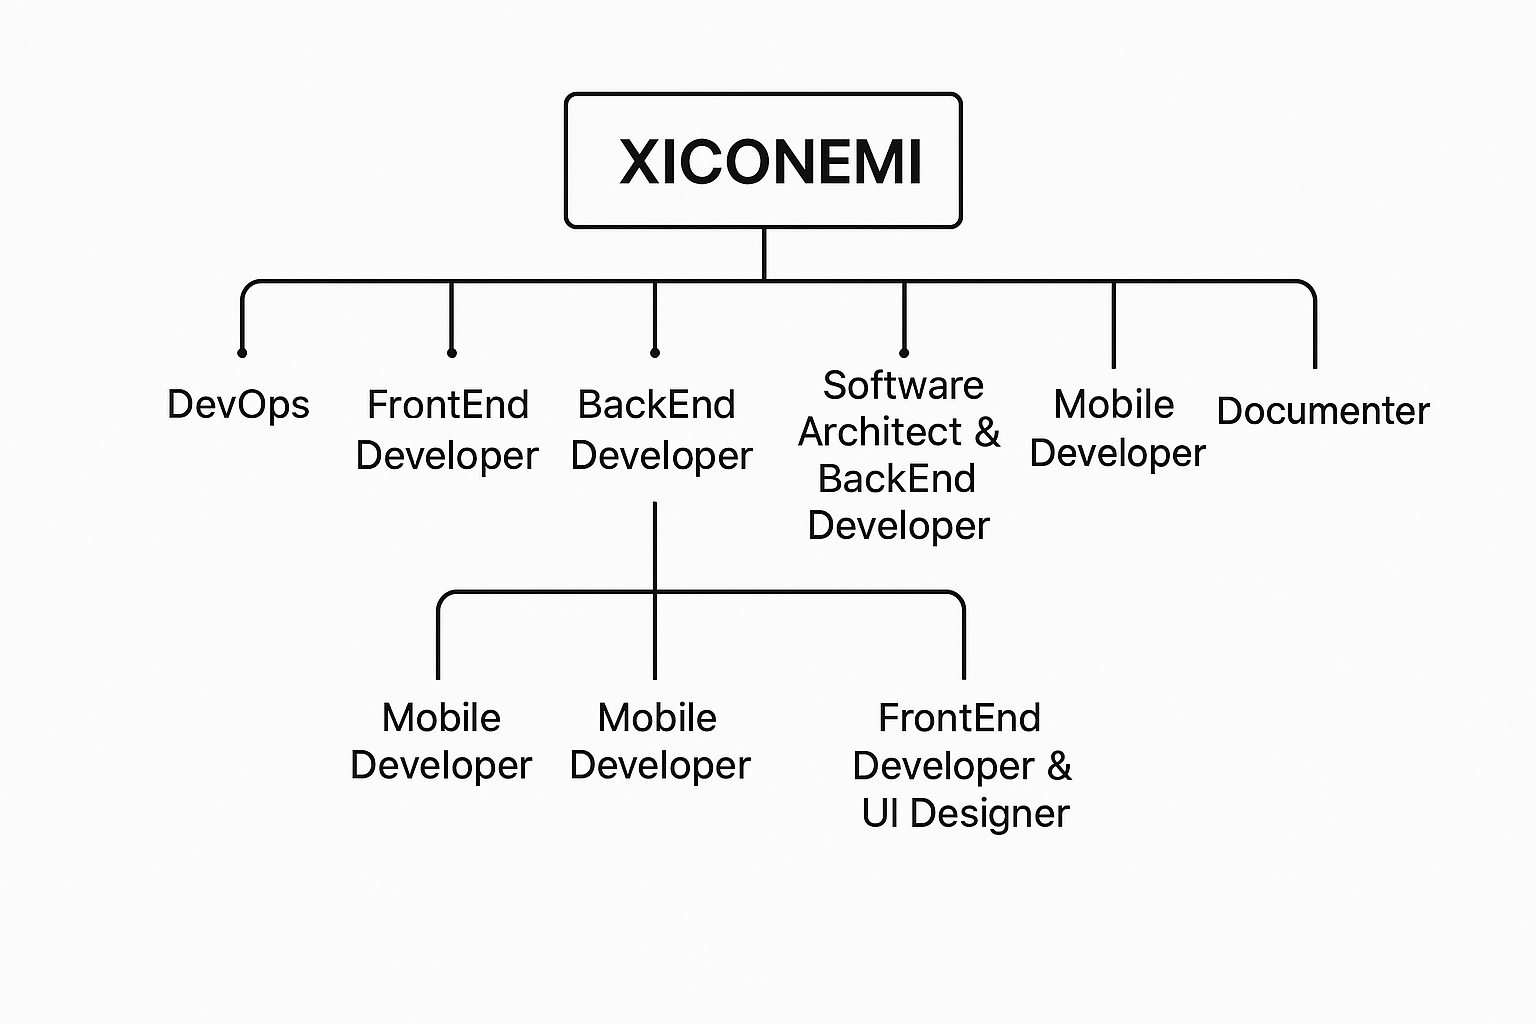 XICONEMI
DevOps
FrontEnd
Developer
BackEnd
Developer
Software
Architect &
BackEnd
Developer
Mobile
Developer
Documenter
Mobile
Developer
Mobile
Developer
FrontEnd
Developer &
UI Designer